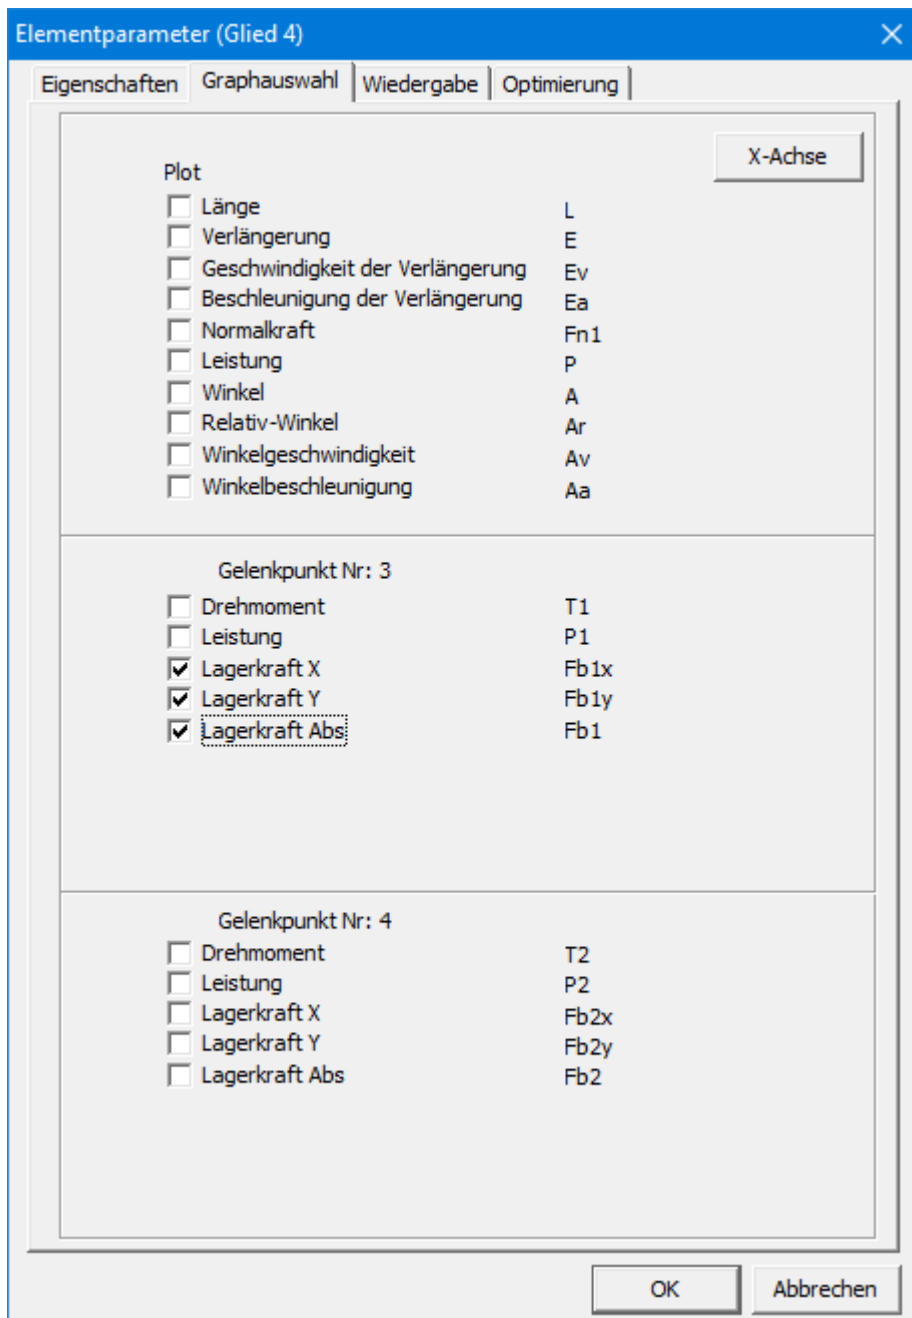 Elementparameter (Glied 4)
Eigenschaften Graphauswahl Wiedergabe Optimierung
X-Achse
Plot
Länge L
Verlängerung E
Geschwindigkeit der Verlängerung Ev
Beschleunigung der Verlängerung Ea
Normalkraft Fn1
Leistung P
Winkel A
Relativ-Winkel Ar
Winkelgeschwindigkeit Av
Winkelbeschleunigung Aa
Gelenkpunkt Nr: 3
Drehmoment T1
Leistung P1
Lagerkraft X Fb1x
Lagerkraft Y Fb1y
Lagerkraft Abs Fb1
Gelenkpunkt Nr: 4
Drehmoment T2
Leistung P2
Lagerkraft X Fb2x
Lagerkraft Y Fb2y
Lagerkraft Abs Fb2
OK Abbrechen